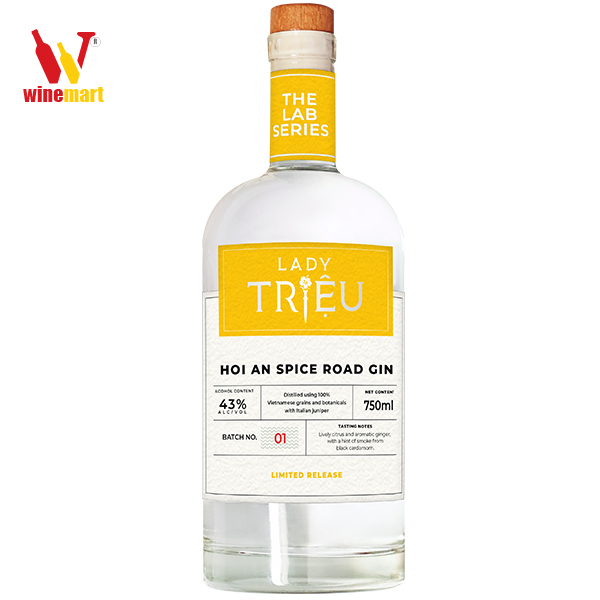 winemart
®
THE
LAB
SERIES
LADY
TRIỆU
HOI AN SPICE ROAD GIN
ALCOHOL CONTENT
43%
ALC/VOL
Distilled using 100%
Vietnamese grains and botanicals
with Italian juniper
NET CONTENT
750ml
BATCH NO. 01
TASTING NOTES
Lively citrus and aromatic ginger,
with a hint of smoke from
black cardamom.
LIMITED RELEASE